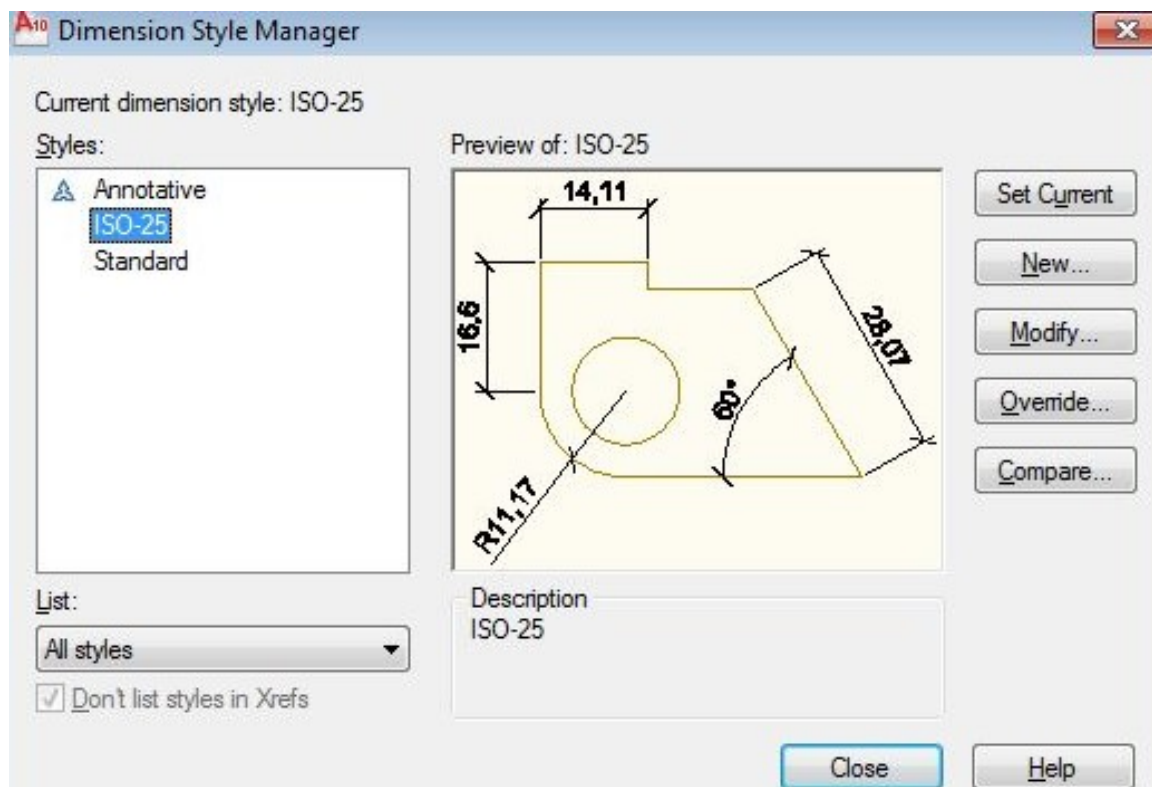 A10 Dimension Style Manager
Current dimension style: ISO-25
Styles:
Annotative
ISO-25
Standard
List:
All styles
Don't list styles in Xrefs
Preview of: ISO-25
14,11
16,6
28,07
60°
R11,17
Description
ISO-25
Set Current
New...
Modify...
Override...
Compare...
Close
Help